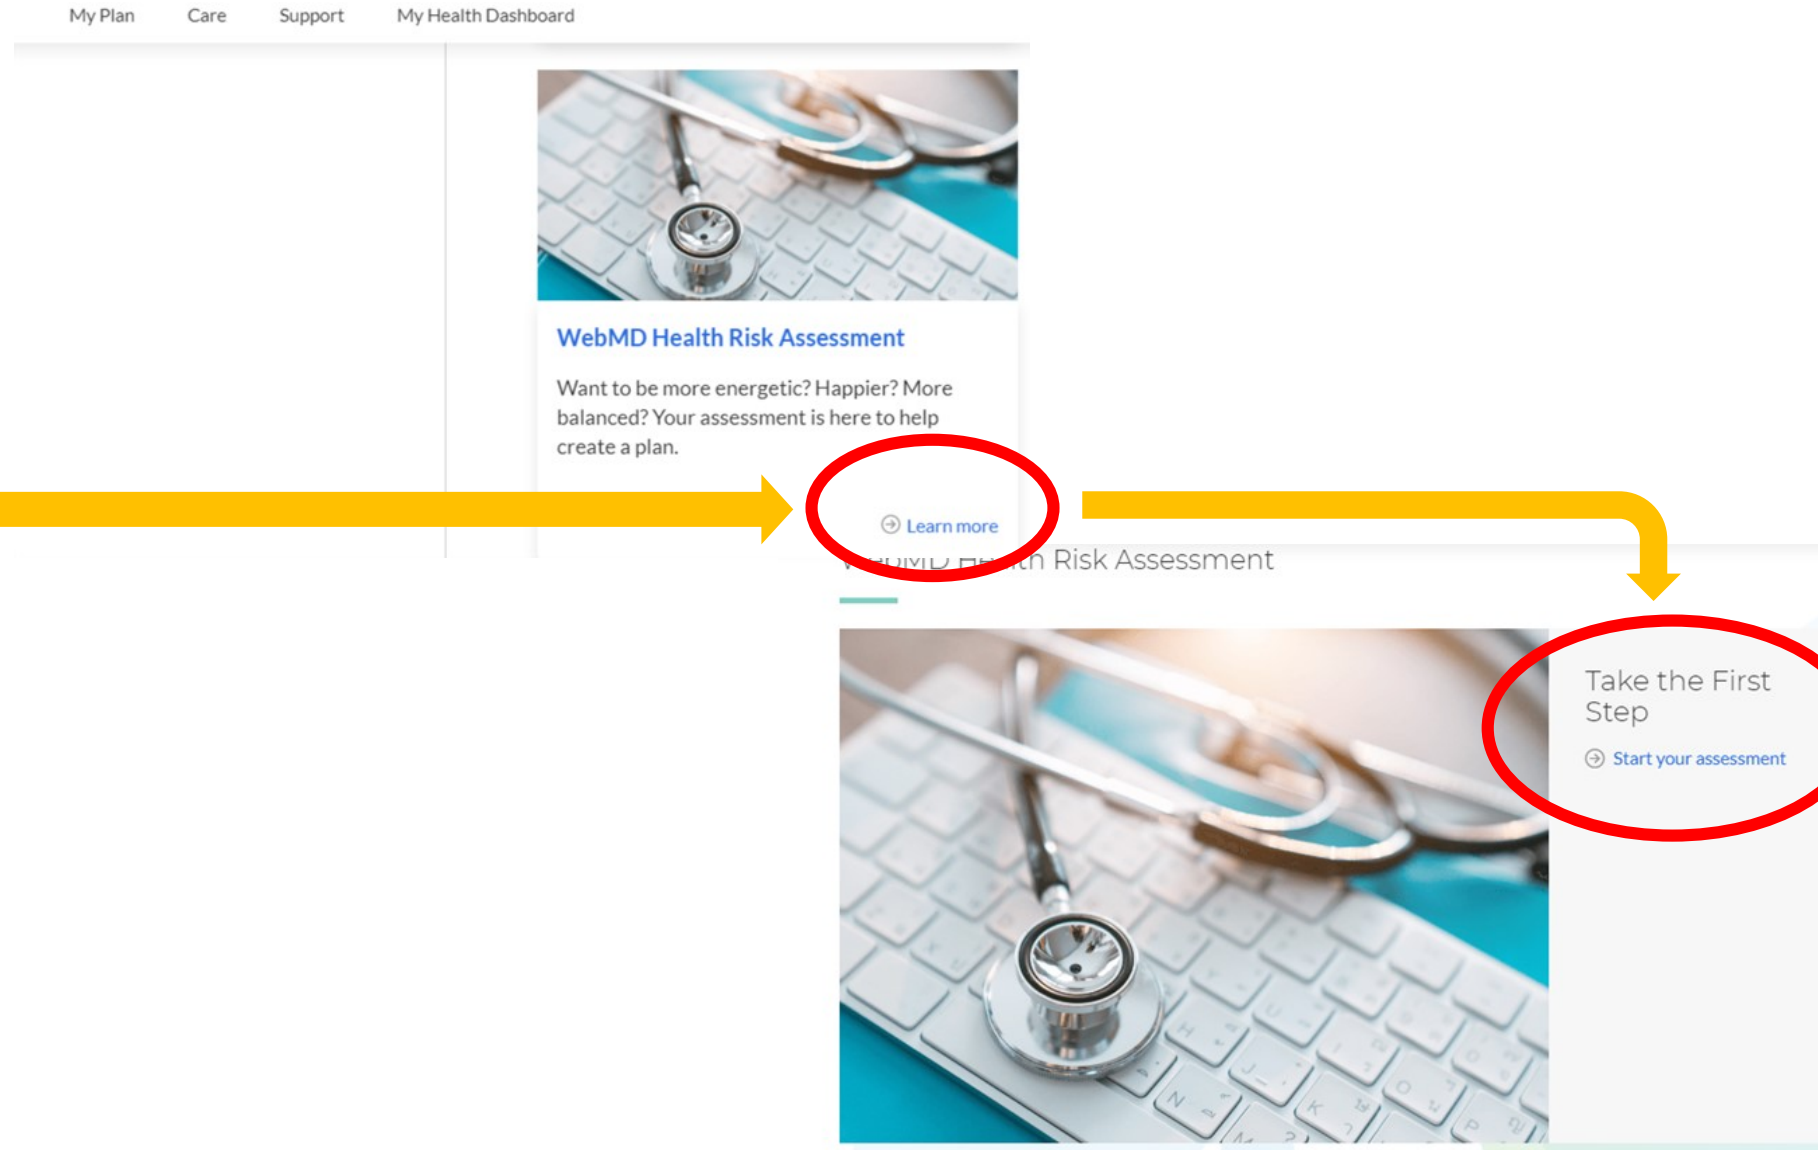 My Plan Care Support My Health Dashboard
WebMD Health Risk Assessment
Want to be more energetic? Happier? More
balanced? Your assessment is here to help
create a plan.
Learn more
WebMD Health Risk Assessment
Take the First
Step
Start your assessment